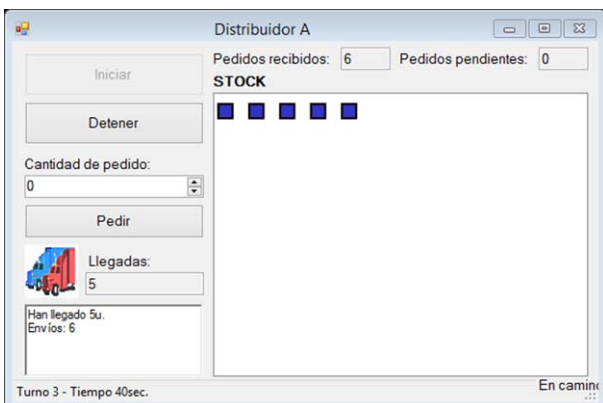 Distribuidor A
Iniciar
Detener
Cantidad de pedido:
0
Pedir
Llegadas:
5
Han llegado 5u.
Envíos: 6
Pedidos recibidos: 6 Pedidos pendientes: 0
STOCK
Turno 3 - Tiempo 40sec.
En camino